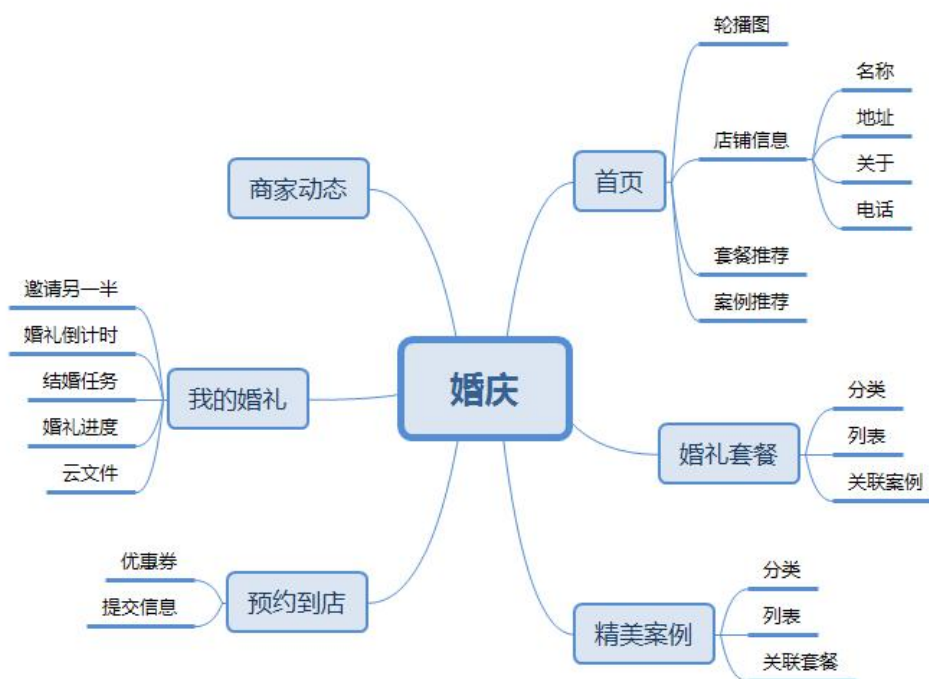 婚庆
首页
轮播图
店铺信息
名称
地址
关于
电话
套餐推荐
案例推荐
婚礼套餐
分类
列表
关联案例
精美案例
分类
列表
关联套餐
预约到店
优惠券
提交信息
我的婚礼
邀请另一半
婚礼倒计时
结婚任务
婚礼进度
云文件
商家动态